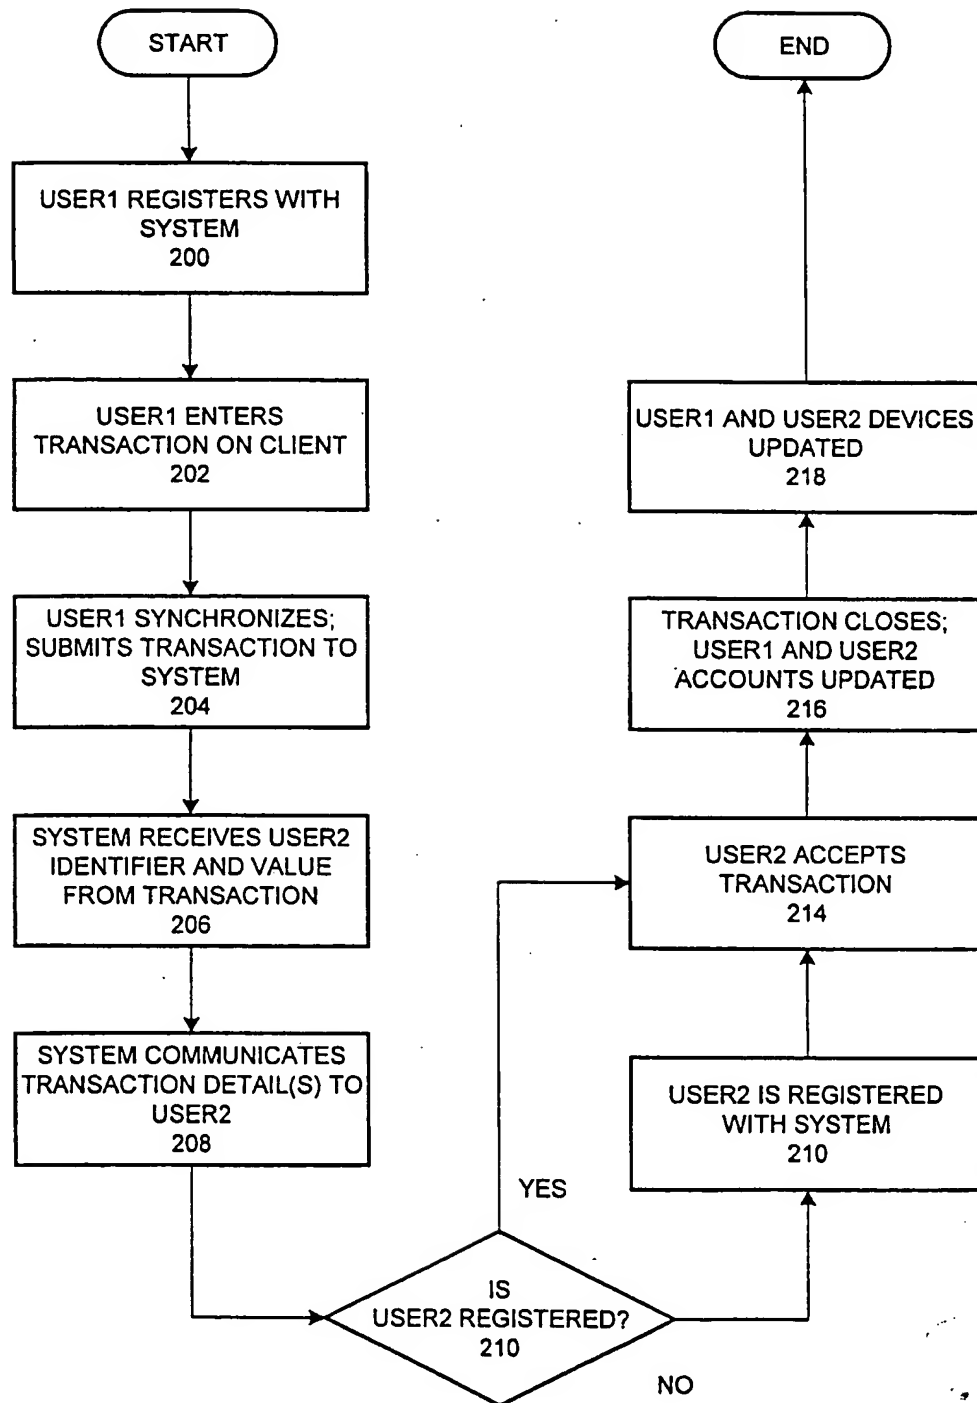 START
USER1 REGISTERS WITH
SYSTEM
200
USER1 ENTERS
TRANSACTION ON CLIENT
202
USER1 SYNCHRONIZES;
SUBMITS TRANSACTION TO
SYSTEM
204
SYSTEM RECEIVES USER2
IDENTIFIER AND VALUE
FROM TRANSACTION
206
SYSTEM COMMUNICATES
TRANSACTION DETAIL(S) TO
USER2
208
IS
USER2 REGISTERED?
210
YES
NO
USER2 IS REGISTERED
WITH SYSTEM
210
USER2 ACCEPTS
TRANSACTION
214
TRANSACTION CLOSES;
USER1 AND USER2
ACCOUNTS UPDATED
216
USER1 AND USER2 DEVICES
UPDATED
218
END